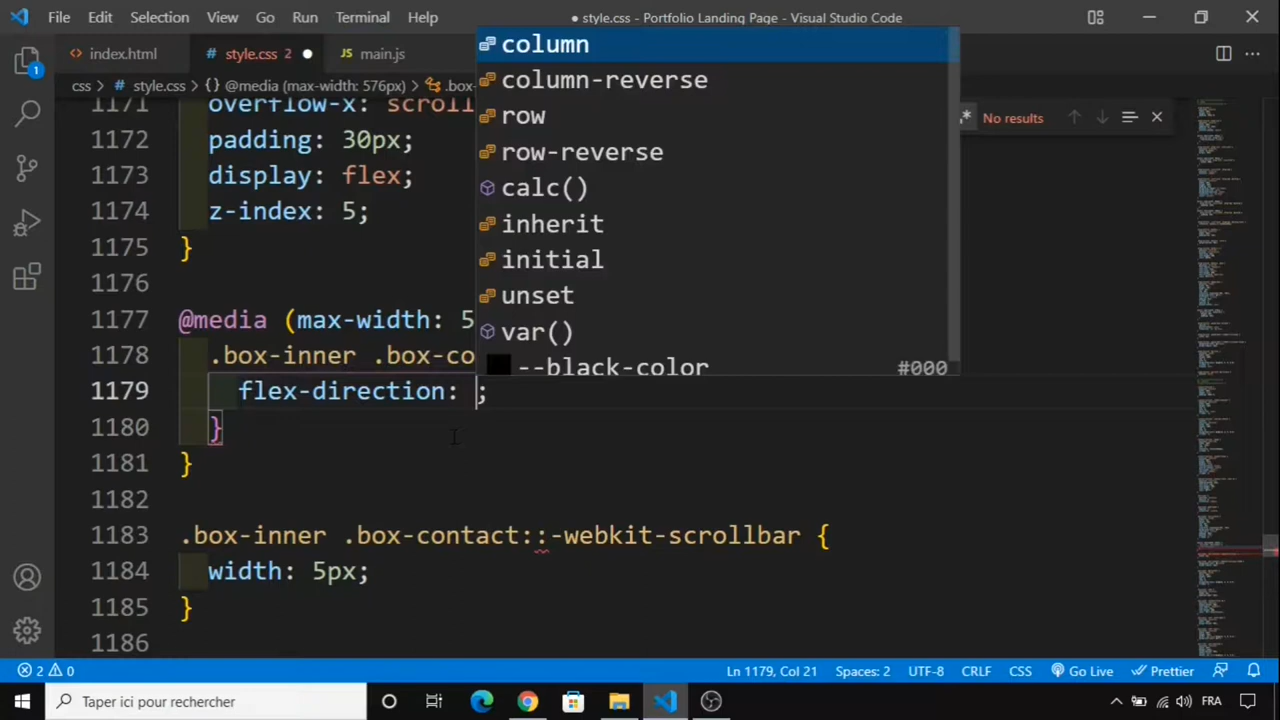 File Edit Selection View Go Run Terminal Help
● style.css - Portfolio Landing Page - Visual Studio Code
index.html
style.css 2
JS main.js
css > # style.css > {} @media (max-width: 576px) > .box-
column
column-reverse
row
row-reverse
calc()
inherit
initial
unset
var()
--black-color #000
No results
1
1171 overflow-x: scroll
1172 padding: 30px;
1173 display: flex;
1174 z-index: 5;
1175 }
1176
1177 @media (max-width: 5
1178 .box-inner .box-co
1179 flex-direction: ;
1180 }
1181 }
1182
1183 .box-inner .box-contact::-webkit-scrollbar {
1184 width: 5px;
1185 }
1186
2 0
Ln 1179, Col 21 Spaces: 2 UTF-8 CRLF CSS Go Live Prettier
Taper ici pour rechercher
FRA